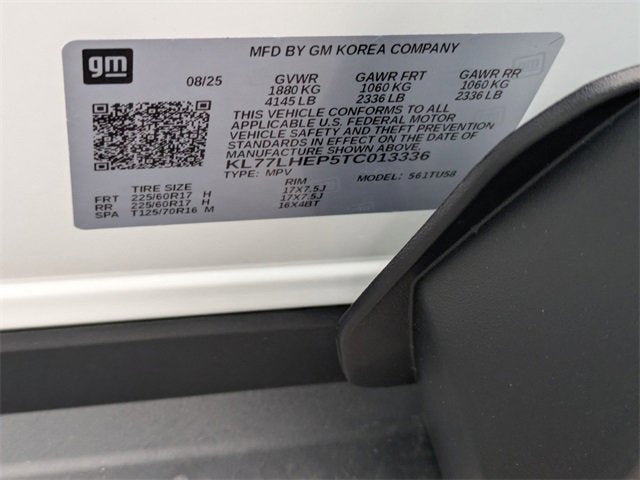 gm
MFD BY GM KOREA COMPANY
08/25 GVWR GAWR FRT GAWR RR
1880 KG 1060 KG 1060 KG
4145 LB 2336 LB 2336 LB
THIS VEHICLE CONFORMS TO ALL
APPLICABLE U.S. FEDERAL MOTOR
VEHICLE SAFETY AND THEFT PREVENTION
STANDARDS IN EFFECT ON THE DATE OF
MANUFACTURE SHOWN ABOVE.
KL77LHEP5TC013336
TYPE: MPV MODEL: 561TUS8
TIRE SIZE RIM
FRT 225/60R17 H 17X7.5J
RR 225/60R17 H 17X7.5J
SPA T125/70R16 M 16X4BT